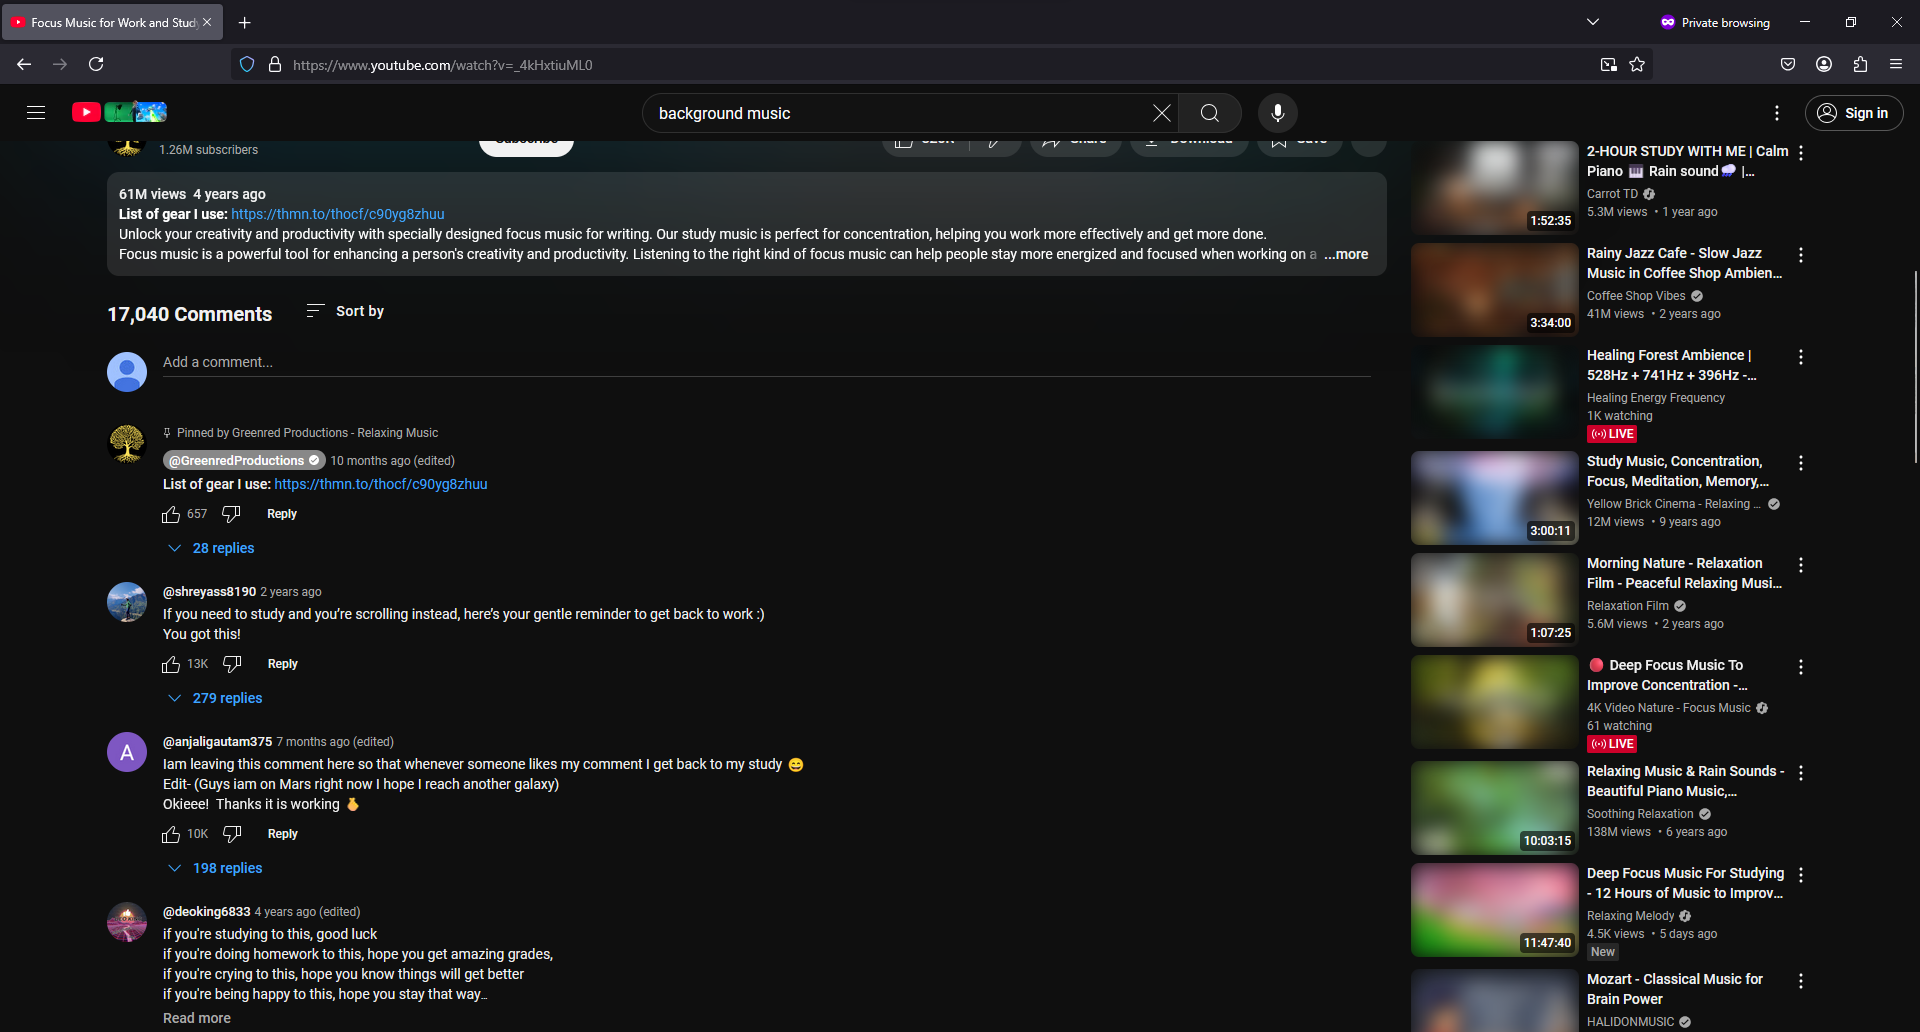 Focus Music for Work and Study
Private browsing
https://www.youtube.com/watch?v=_4kHxtiuML0
background music
Sign in
1.26M subscribers
Subscribe
Share
Download
Save
61M views 4 years ago
List of gear I use: https://thmn.to/thocf/c90yg8zhuu
Unlock your creativity and productivity with specially designed focus music for writing. Our study music is perfect for concentration, helping you work more effectively and get more done.
Focus music is a powerful tool for enhancing a person's creativity and productivity. Listening to the right kind of focus music can help people stay more energized and focused when working on a ...more
17,040 Comments
Sort by
Add a comment...
Pinned by Greenred Productions - Relaxing Music
@GreenredProductions 10 months ago (edited)
List of gear I use: https://thmn.to/thocf/c90yg8zhuu
657 Reply
28 replies
@shreyass8190 2 years ago
If you need to study and you’re scrolling instead, here’s your gentle reminder to get back to work :)
You got this!
13K Reply
279 replies
A
@anjaligautam375 7 months ago (edited)
Iam leaving this comment here so that whenever someone likes my comment I get back to my study 😄
Edit- (Guys iam on Mars right now I hope I reach another galaxy)
Okieee! Thanks it is working 🫰
10K Reply
198 replies
@deoking6833 4 years ago (edited)
if you're studying to this, good luck
if you're doing homework to this, hope you get amazing grades,
if you're crying to this, hope you know things will get better
if you're being happy to this, hope you stay that way…
Read more
2-HOUR STUDY WITH ME | Calm
Piano 🎹 Rain sound🌧️ |...
Carrot TD
5.3M views • 1 year ago
1:52:35
Rainy Jazz Cafe - Slow Jazz
Music in Coffee Shop Ambien...
Coffee Shop Vibes
41M views • 2 years ago
3:34:00
Healing Forest Ambience |
528Hz + 741Hz + 396Hz -...
Healing Energy Frequency
1K watching
LIVE
Study Music, Concentration,
Focus, Meditation, Memory,...
Yellow Brick Cinema - Relaxing ...
12M views • 9 years ago
3:00:11
Morning Nature - Relaxation
Film - Peaceful Relaxing Musi...
Relaxation Film
5.6M views • 2 years ago
1:07:25
🔴 Deep Focus Music To
Improve Concentration -...
4K Video Nature - Focus Music
61 watching
LIVE
Relaxing Music & Rain Sounds -
Beautiful Piano Music,...
Soothing Relaxation
138M views • 6 years ago
10:03:15
Deep Focus Music For Studying
- 12 Hours of Music to Improv...
Relaxing Melody
4.5K views • 5 days ago
New
11:47:40
Mozart - Classical Music for
Brain Power
HALIDONMUSIC